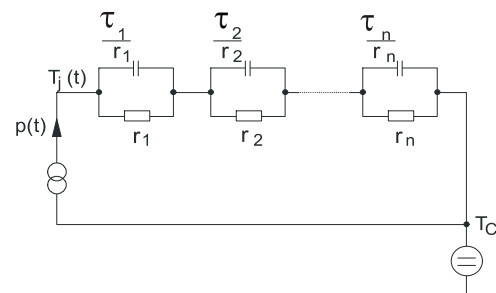 τ1 τ2 τn
r1 r2 rn
Tj(t)
p(t)
r1 r2 rn
TC